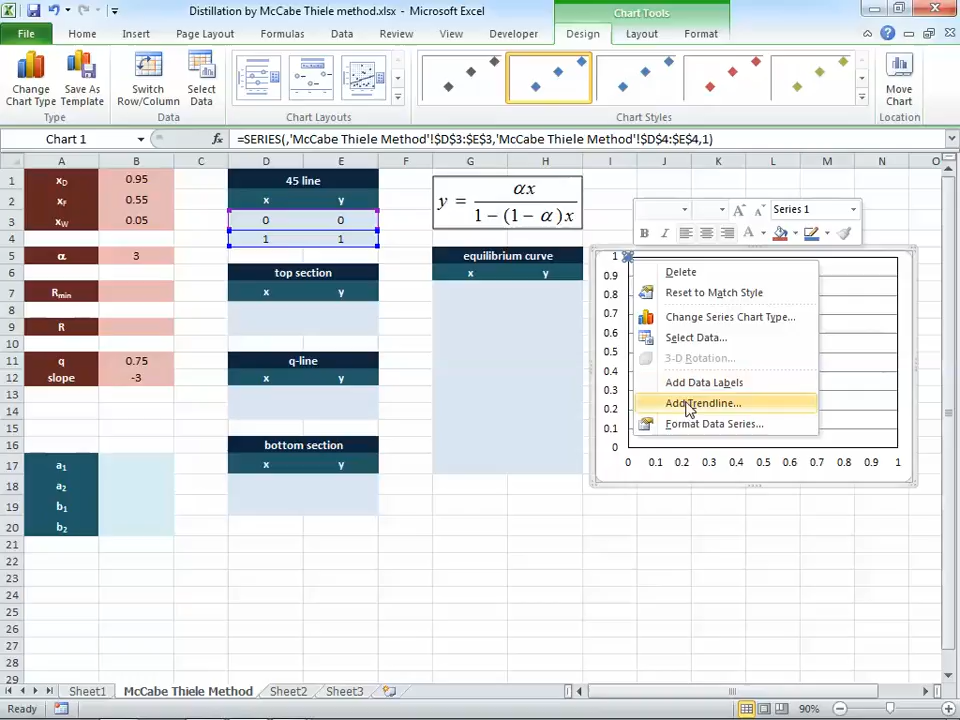 Distillation by McCabe Thiele method.xlsx - Microsoft Excel
Chart Tools
File Home Insert Page Layout Formulas Data Review View Developer Design Layout Format
Change Chart Type
Save As Template
Switch Row/Column
Select Data
Move Chart
Type Data Chart Layouts Chart Styles Location
Chart 1 fx =SERIES(,'McCabe Thiele Method'!$D$3:$E$3,'McCabe Thiele Method'!$D$4:$E$4,1)
A B C D E F G H I J K L M N O
1 xD 0.95 45 line
2 xF 0.55 x y
3 xW 0.05 0 0
4 1 1
y = αx / 1 − (1 − α) x
Series 1
B I A
5 α 3 equilibrium curve
6 top section x y
7 Rmin x y
8
9 R
10
11 q 0.75 q-line
12 slope -3 x y
13
14
15
16 bottom section
17 a1 x y
18 a2
19 b1
20 b2
21
22
23
24
25
26
27
28
29
1
0.9
0.8
0.7
0.6
0.5
0.4
0.3
0.2
0.1
0
0 0.1 0.2 0.3 0.4 0.5 0.6 0.7 0.8 0.9 1
Delete
Reset to Match Style
Change Series Chart Type...
Select Data...
3-D Rotation...
Add Data Labels
Add Trendline...
Format Data Series...
Sheet1 McCabe Thiele Method Sheet2 Sheet3
Ready 90%